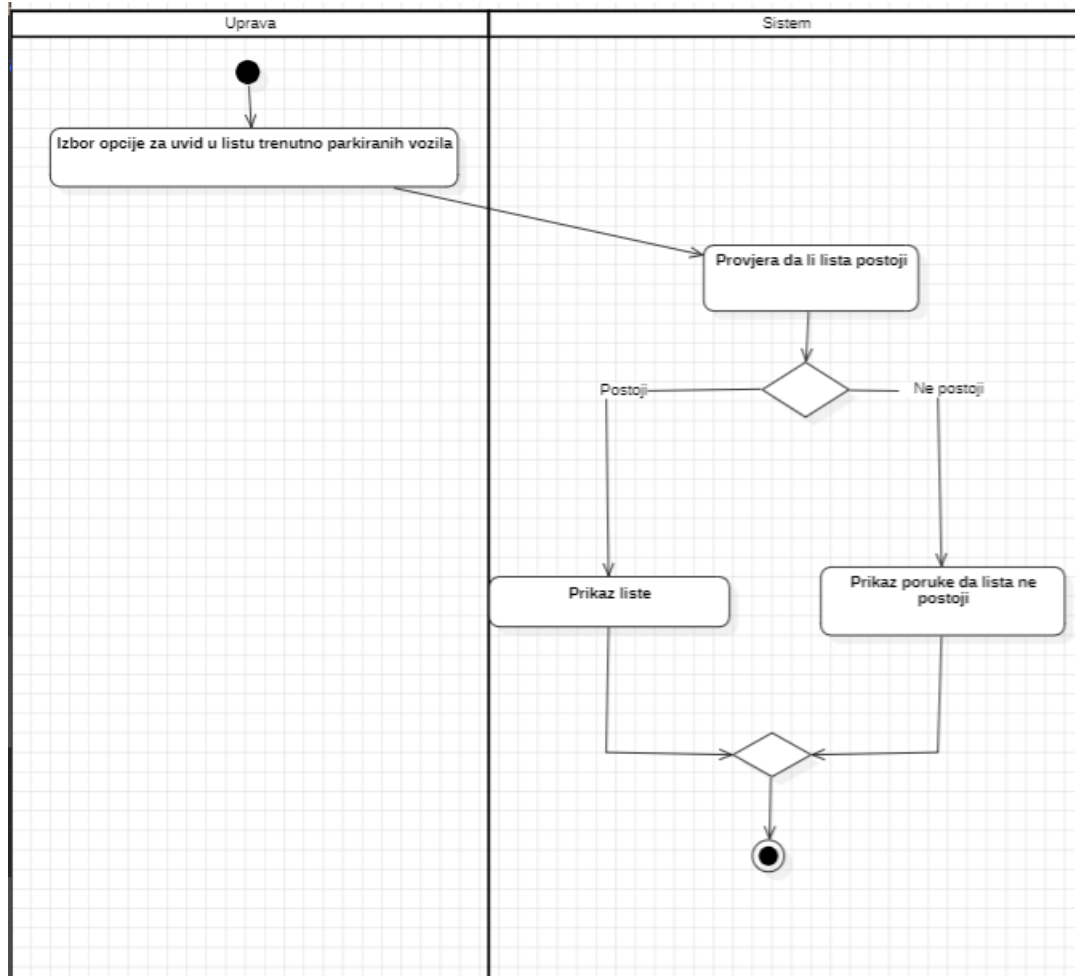 Uprava
Sistem
Izbor opcije za uvid u listu trenutno parkiranih vozila
Provjera da li lista postoji
Postoji
Ne postoji
Prikaz liste
Prikaz poruke da lista ne
postoji